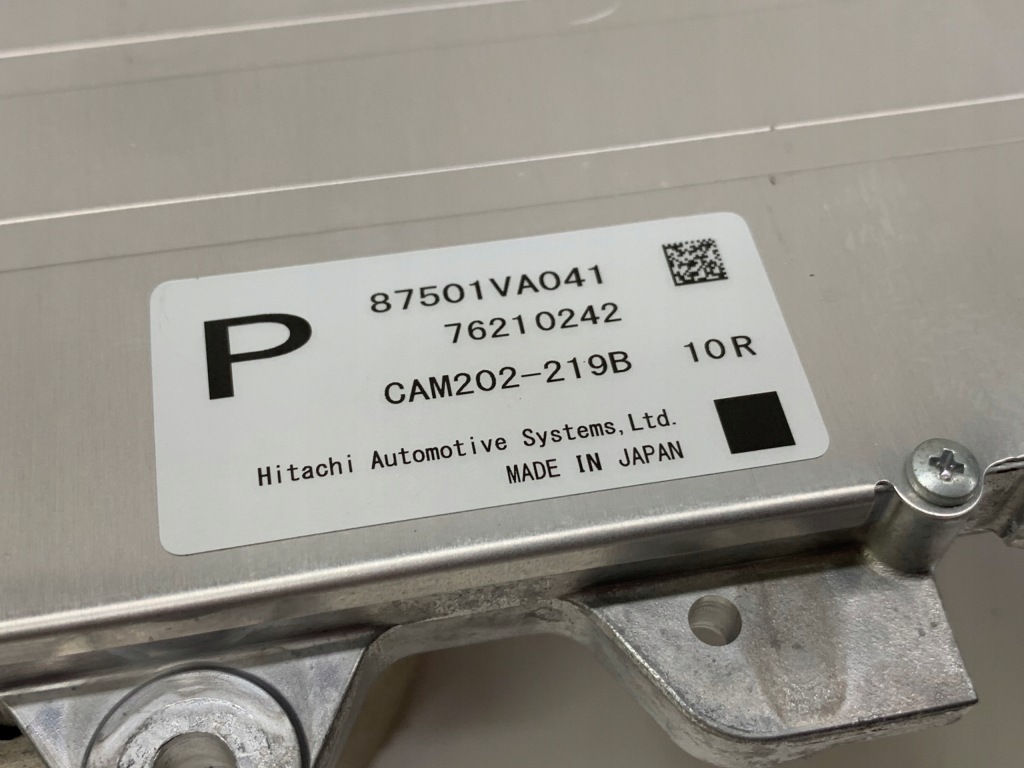 P
87501VA041
76210242
CAM202-219B 10R
Hitachi Automotive Systems,Ltd.
MADE IN JAPAN